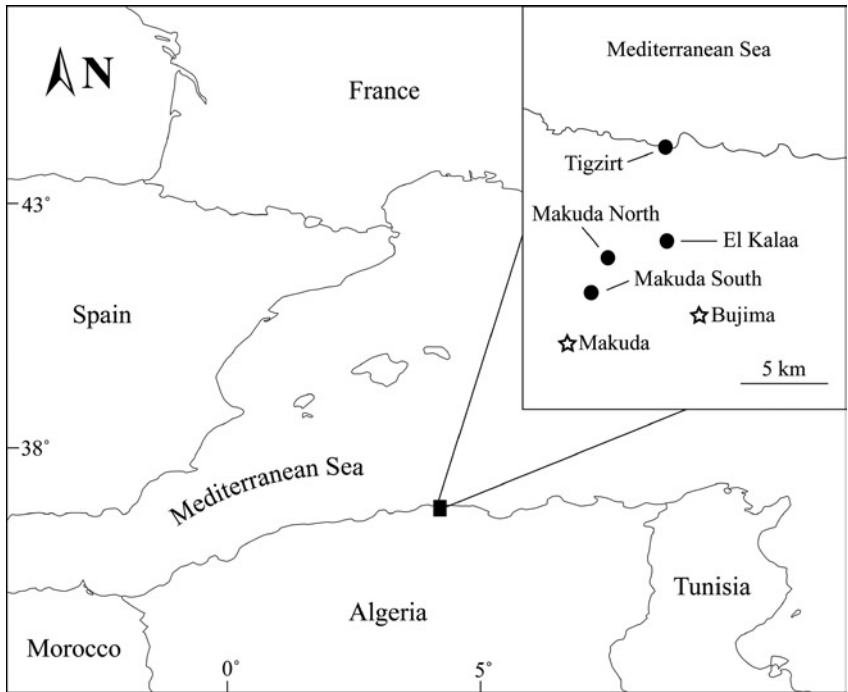 N
France
Mediterranean Sea
Tigzirt
Makuda North
El Kalaa
Makuda South
Bujima
Makuda
5 km
43°
Spain
38°
Mediterranean Sea
Algeria
Tunisia
Morocco
0°
5°